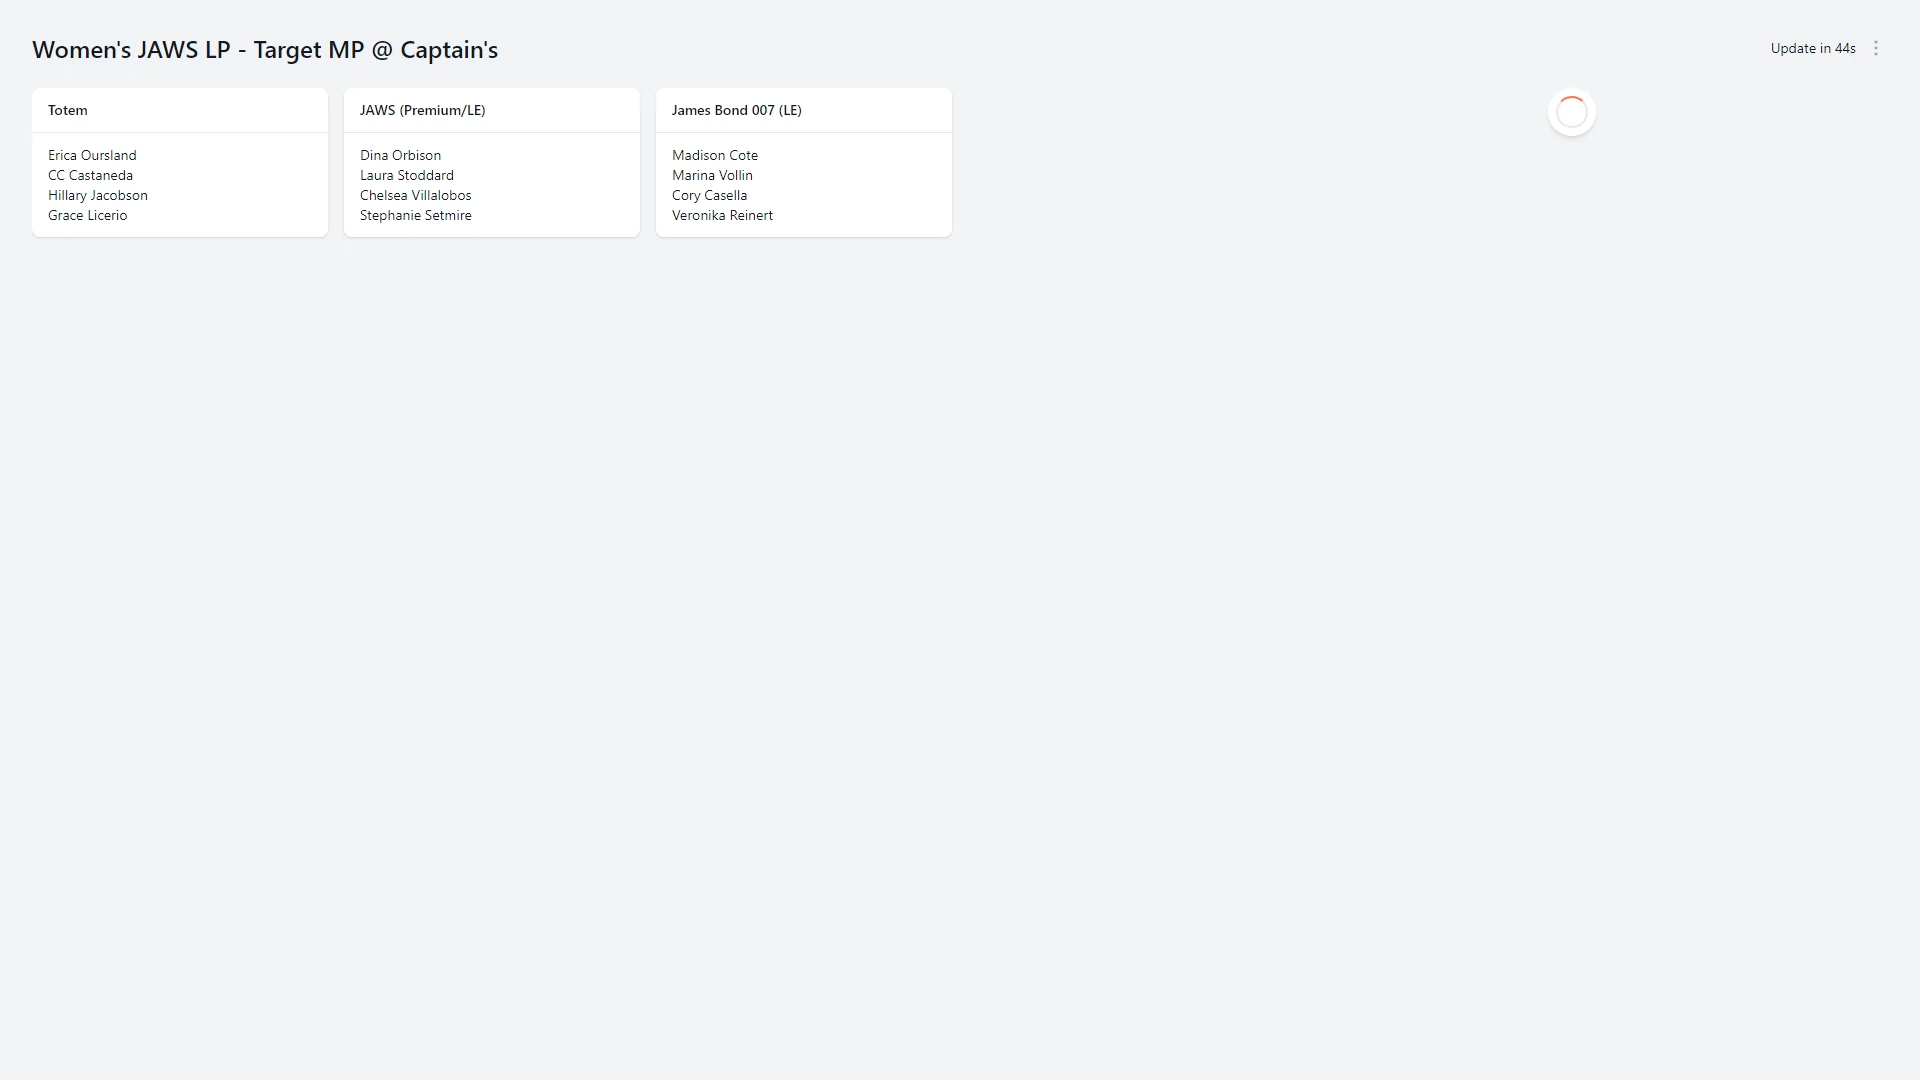 Women's JAWS LP - Target MP @ Captain's
Update in 44s
Totem
Erica Oursland
CC Castaneda
Hillary Jacobson
Grace Licerio
JAWS (Premium/LE)
Dina Orbison
Laura Stoddard
Chelsea Villalobos
Stephanie Setmire
James Bond 007 (LE)
Madison Cote
Marina Vollin
Cory Casella
Veronika Reinert